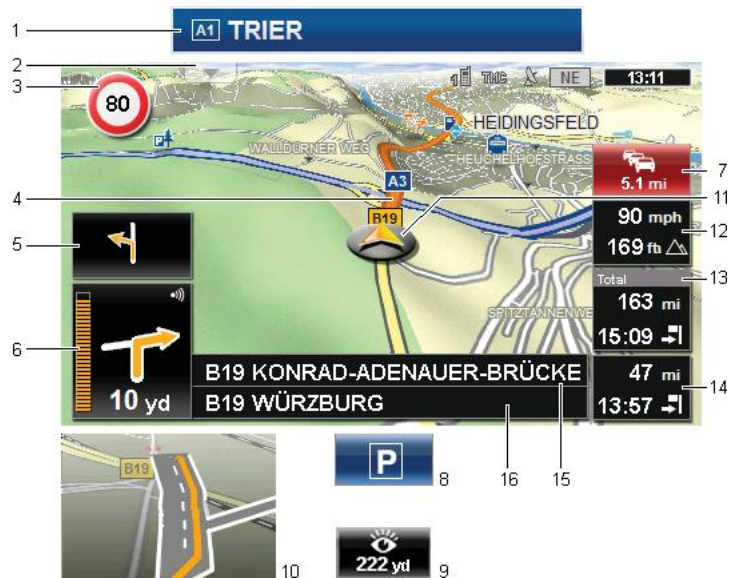 1
A1 TRIER
2
3
80
1
TMC
NE
13:11
HEIDINGSFELD
P
WALLDÜRNER WEG
HEUCHELHOFSTRASS
5.1 mi
7
4
A3
11
B19
90 mph
12
169 ft
5
Total
13
163 mi
SPITZTANNENWE
15:09
6
B19 KONRAD-ADENAUER-BRÜCKE
47 mi
14
10 yd
B19 WÜRZBURG
13:57
B19
P
8
16
15
222 yd
10
9